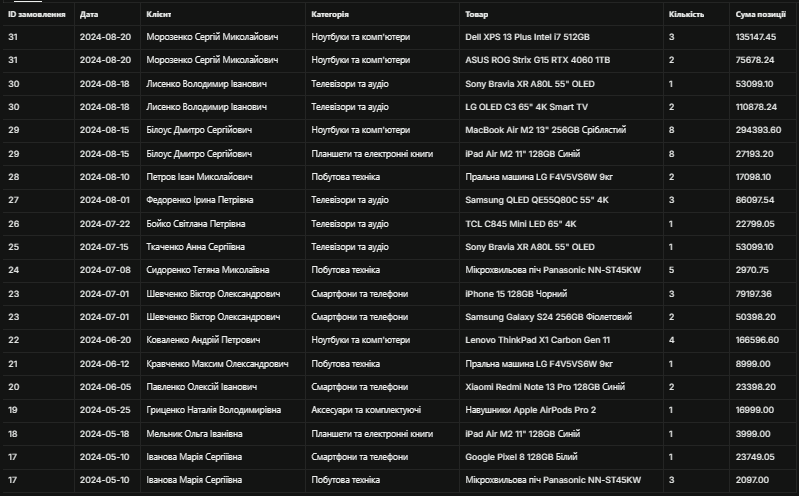 ID замовлення Дата Клієнт Категорія Товар Кількість Сума позиції
31 2024-08-20 Морозенко Сергій Миколайович Ноутбуки та комп'ютери Dell XPS 13 Plus Intel i7 512GB 3 135147.45
31 2024-08-20 Морозенко Сергій Миколайович Ноутбуки та комп'ютери ASUS ROG Strix G15 RTX 4060 1TB 2 75678.24
30 2024-08-18 Лисенко Володимир Іванович Телевізори та аудіо Sony Bravia XR A80L 55" OLED 1 53099.10
30 2024-08-18 Лисенко Володимир Іванович Телевізори та аудіо LG OLED C3 65" 4K Smart TV 2 110878.24
29 2024-08-15 Білоус Дмитро Сергійович Ноутбуки та комп'ютери MacBook Air M2 13" 256GB Сріблястий 8 294393.60
29 2024-08-15 Білоус Дмитро Сергійович Планшети та електронні книги iPad Air M2 11" 128GB Синій 8 27193.20
28 2024-08-10 Петров Іван Миколайович Побутова техніка Пральна машина LG F4V5VS6W 9кг 2 17098.10
27 2024-08-01 Федоренко Ірина Петрівна Телевізори та аудіо Samsung QLED QE55Q80C 55" 4K 3 86097.54
26 2024-07-22 Бойко Світлана Петрівна Телевізори та аудіо TCL C845 Mini LED 65" 4K 1 22799.05
25 2024-07-15 Ткаченко Анна Сергіївна Телевізори та аудіо Sony Bravia XR A80L 55" OLED 1 53099.10
24 2024-07-08 Сидоренко Тетяна Миколаївна Побутова техніка Мікрохвильова піч Panasonic NN-ST45KW 5 2970.75
23 2024-07-01 Шевченко Віктор Олександрович Смартфони та телефони iPhone 15 128GB Чорний 3 79197.36
23 2024-07-01 Шевченко Віктор Олександрович Смартфони та телефони Samsung Galaxy S24 256GB Фіолетовий 2 50398.20
22 2024-06-20 Коваленко Андрій Петрович Ноутбуки та комп'ютери Lenovo ThinkPad X1 Carbon Gen 11 4 166596.60
21 2024-06-12 Кравченко Максим Олександрович Побутова техніка Пральна машина LG F4V5VS6W 9кг 1 8999.00
20 2024-06-05 Павленко Олексій Іванович Смартфони та телефони Xiaomi Redmi Note 13 Pro 128GB Синій 2 23398.20
19 2024-05-25 Гриценко Наталія Володимирівна Аксесуари та комплектуючі Навушники Apple AirPods Pro 2 1 16999.00
18 2024-05-18 Мельник Ольга Іванівна Планшети та електронні книги iPad Air M2 11" 128GB Синій 1 3999.00
17 2024-05-10 Іванова Марія Сергіївна Смартфони та телефони Google Pixel 8 128GB Білий 1 23749.05
17 2024-05-10 Іванова Марія Сергіївна Побутова техніка Мікрохвильова піч Panasonic NN-ST45KW 3 2097.00